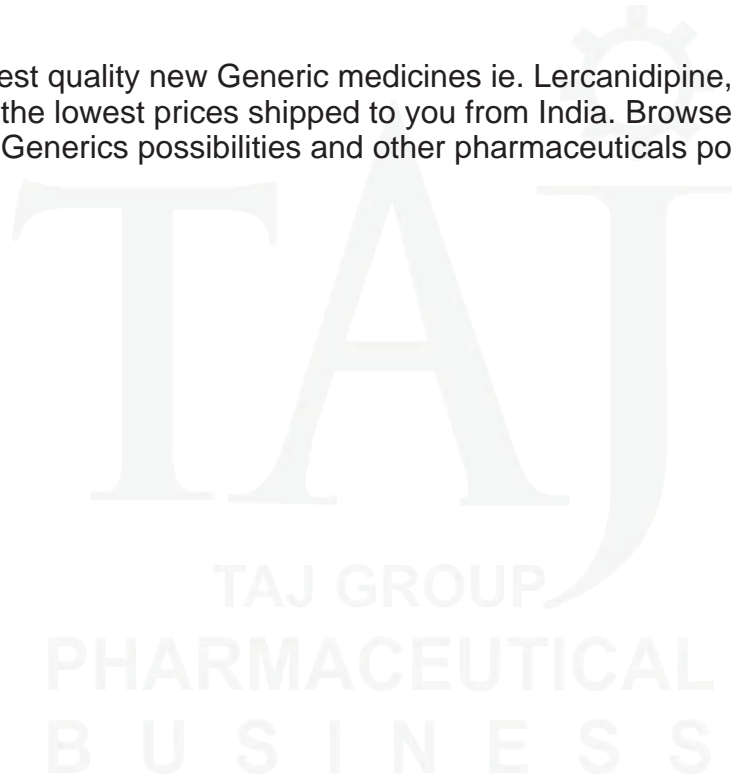 est quality new Generic medicines ie. Lercanidipine,
the lowest prices shipped to you from India. Browse
Generics possibilities and other pharmaceuticals po
TAJ
TAJ GROUP
PHARMACEUTICAL
BUSINESS